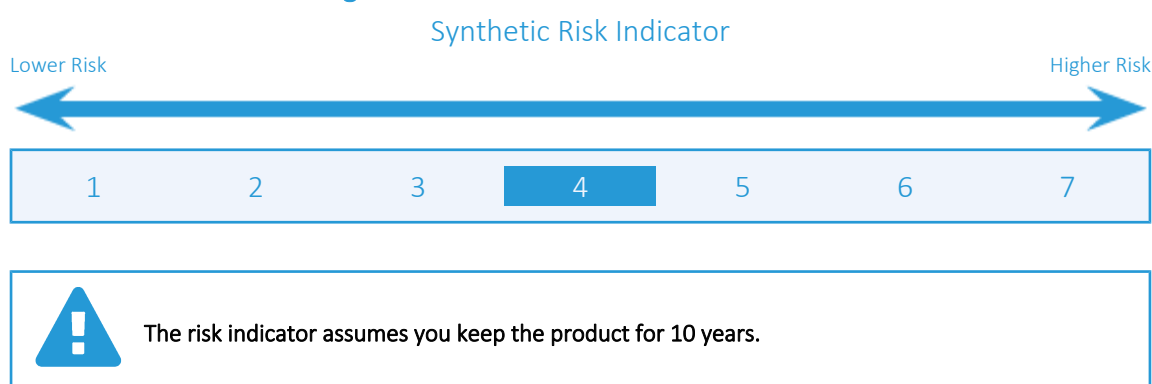 Synthetic Risk Indicator
Lower Risk Higher Risk
1 2 3 4 5 6 7
The risk indicator assumes you keep the product for 10 years.